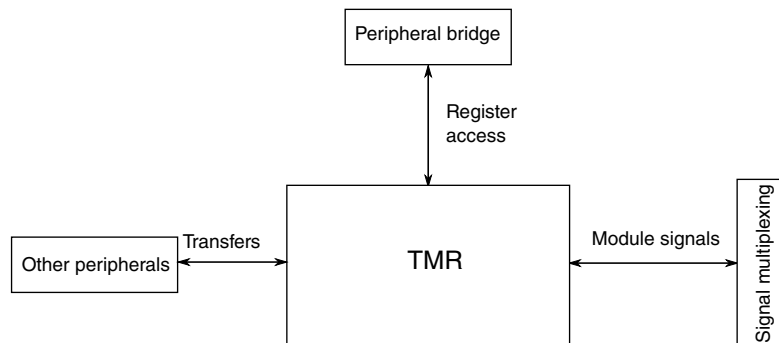 Peripheral bridge
Register
access
Transfers
Other peripherals
TMR
Module signals
Signal multiplexing